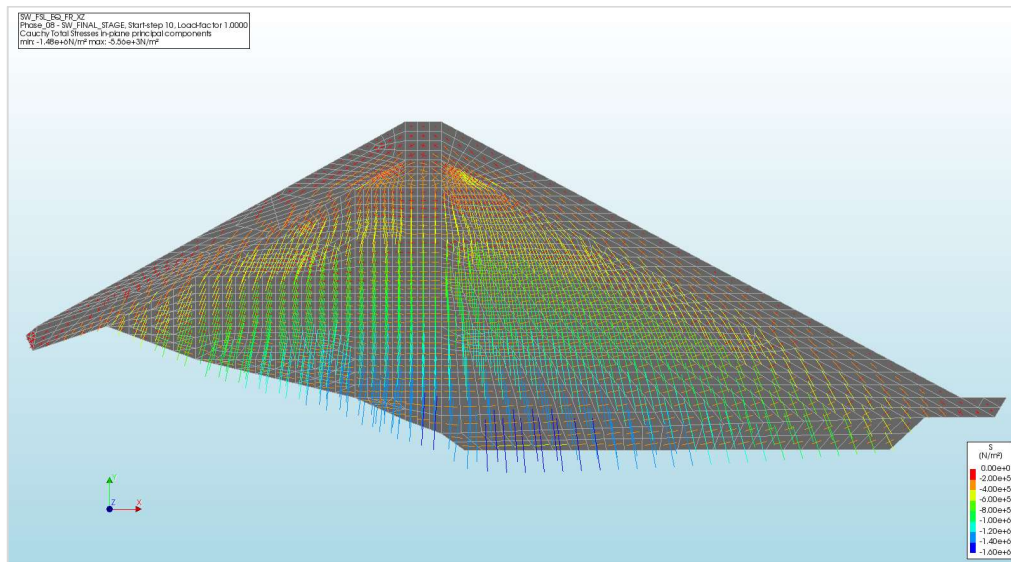 SW_FSL_EQ_FR_XZ
Phase_08 - SW_FINAL_STAGE, Start-step 10, Load-factor 1.0000
Cauchy Total Stresses in-plane principal components
min: -1.48e+6N/m² max: -5.56e+3N/m²
Y
Z X
S
(N/m²)
0.00e+0
-2.00e+5
-4.00e+5
-6.00e+5
-8.00e+5
-1.00e+6
-1.20e+6
-1.40e+6
-1.60e+6